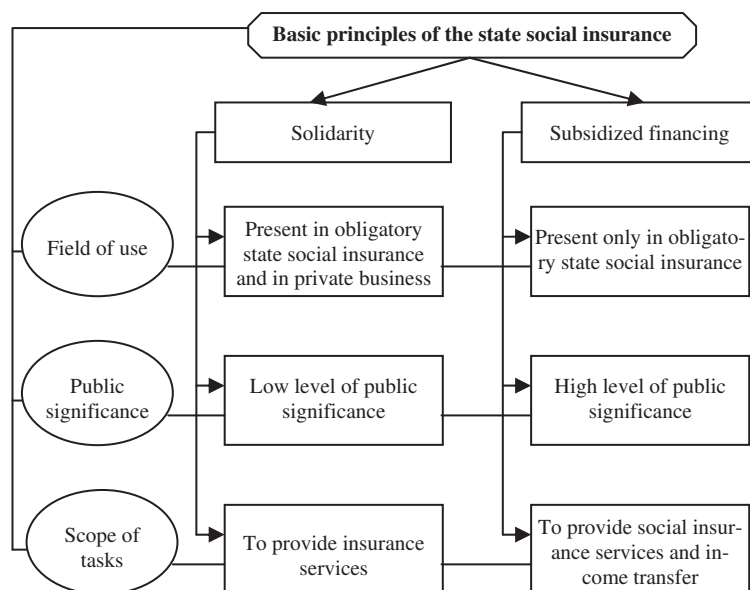 Basic principles of the state social insurance
Solidarity
Subsidized financing
Field of use
Present in obligatory
state social insurance
and in private business
Present only in obligato-
ry state social insurance
Public
significance
Low level of public
significance
High level of public
significance
Scope of
tasks
To provide insurance
services
To provide social insur-
ance services and in-
come transfer